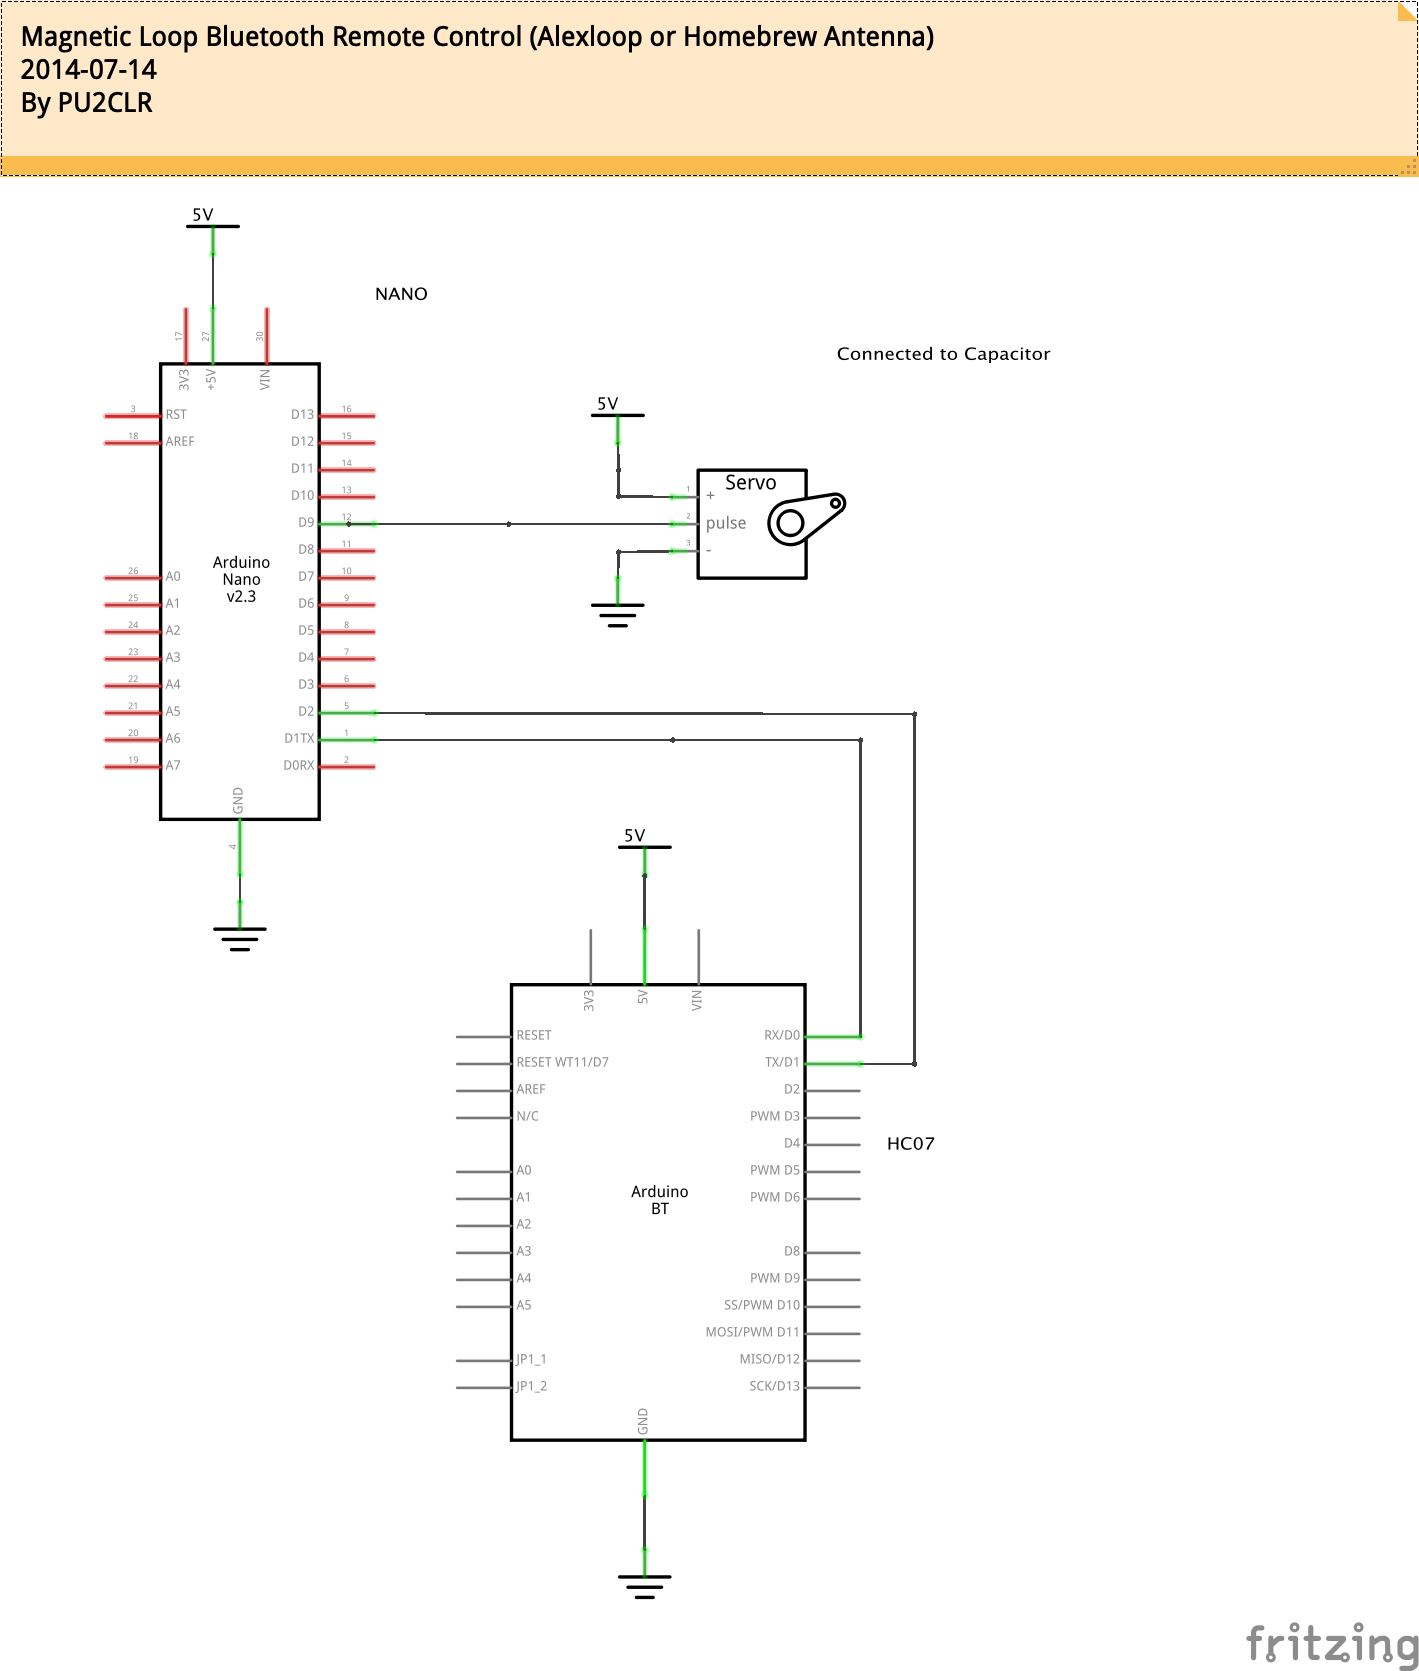 Magnetic Loop Bluetooth Remote Control (Alexloop or Homebrew Antenna)
2014-07-14
By PU2CLR
5V
NANO
17
27
30
3V3
+5V
VIN
Connected to Capacitor
3 RST D13 16
18 AREF D12 15
D11 14
D10 13
D9 12
D8 11
26 A0 D7 10
25 A1 D6 9
24 A2 D5 8
23 A3 D4 7
22 A4 D3 6
21 A5 D2 5
20 A6 D1TX 1
19 A7 D0RX 2
Arduino
Nano
v2.3
GND
4
5V
Servo
1 +
2 pulse
3 -
5V
3V3
5V
VIN
RESET RX/D0
RESET WT11/D7 TX/D1
AREF D2
N/C PWM D3
D4
HC07
A0 PWM D5
A1 PWM D6
Arduino
BT
A2
A3 D8
A4 PWM D9
A5 SS/PWM D10
MOSI/PWM D11
JP1_1 MISO/D12
JP1_2 SCK/D13
GND
fritzing